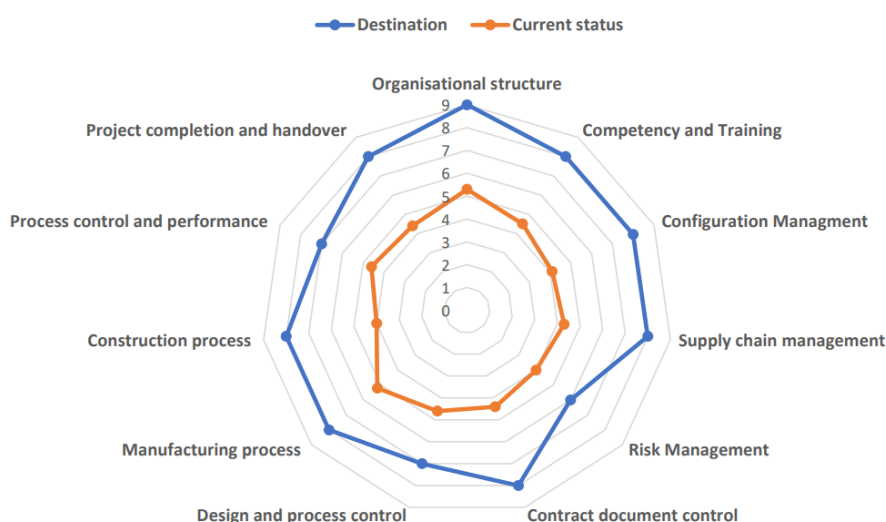 Destination
Current status
Organisational structure
Competency and Training
Configuration Managment
Supply chain management
Risk Management
Contract document control
Design and process control
Manufacturing process
Construction process
Process control and performance
Project completion and handover
9
8
7
6
5
4
3
2
1
0